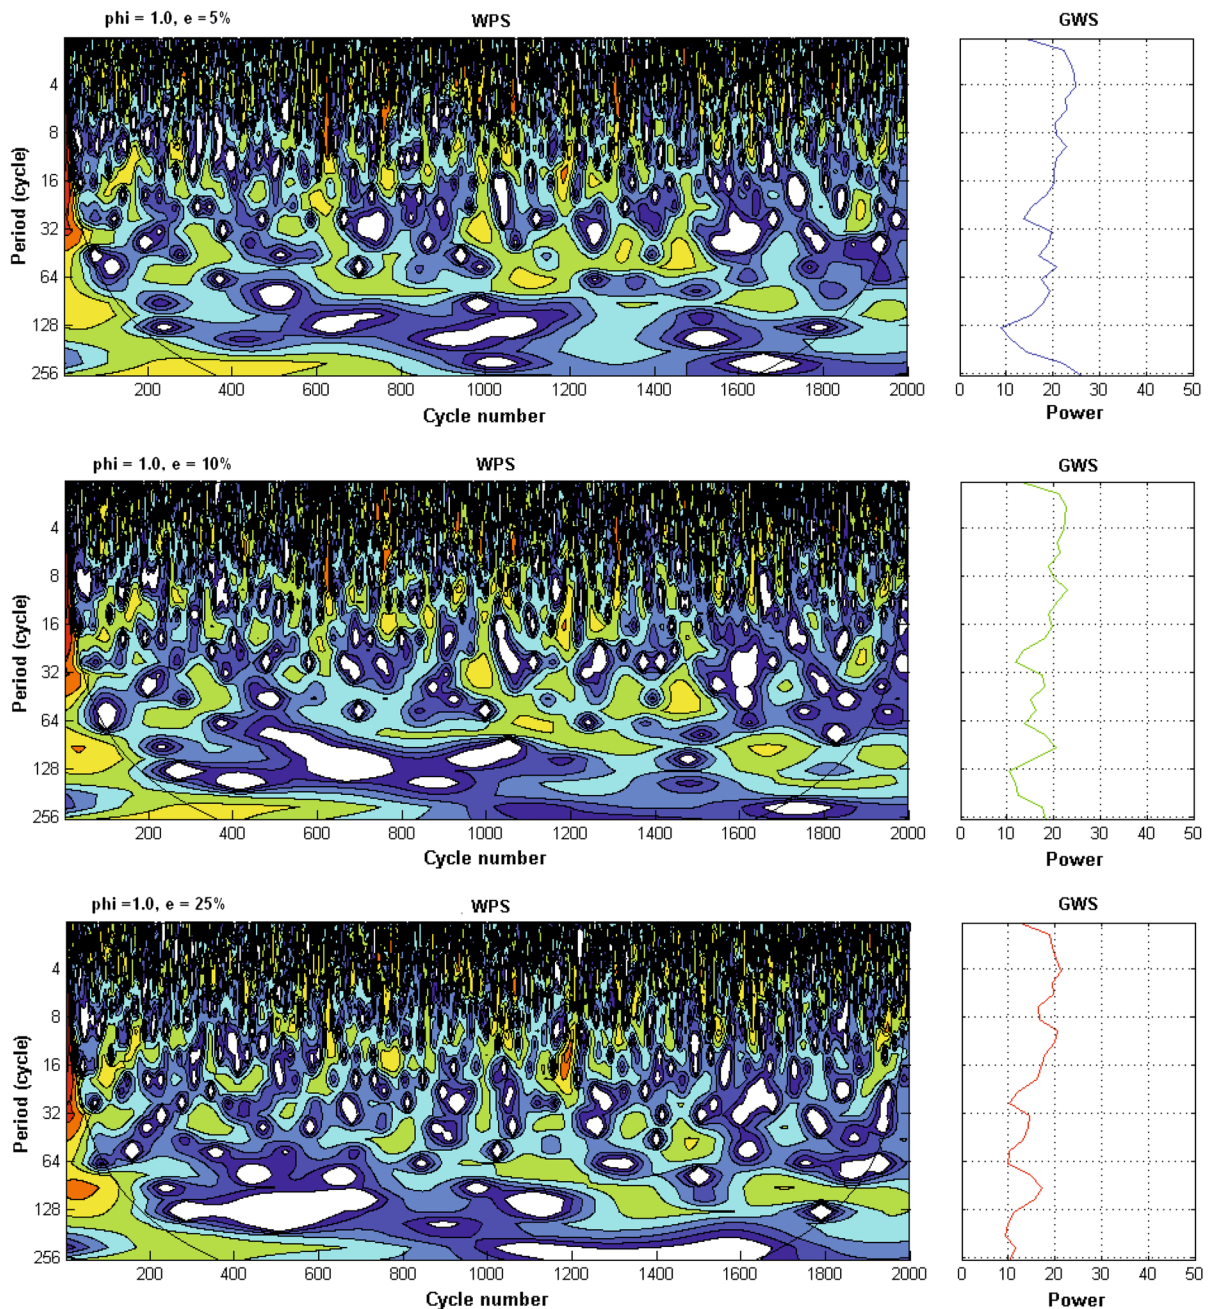 phi = 1.0, e = 5% WPS GWS
Period (cycle)
4
8
16
32
64
128
256
200 400 600 800 1000 1200 1400 1600 1800 2000
0 10 20 30 40 50
Cycle number Power
phi = 1.0, e = 10% WPS GWS
Period (cycle)
4
8
16
32
64
128
256
200 400 600 800 1000 1200 1400 1600 1800 2000
0 10 20 30 40 50
Cycle number Power
phi =1.0, e = 25% WPS GWS
Period (cycle)
4
8
16
32
64
128
256
200 400 600 800 1000 1200 1400 1600 1800 2000
0 10 20 30 40 50
Cycle number Power